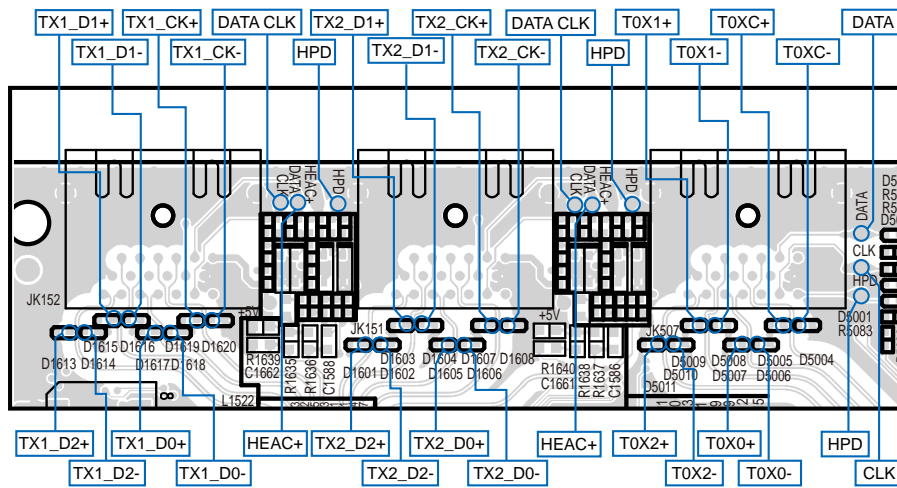 TX1_D1+ TX1_CK+ DATA CLK TX2_D1+ TX2_CK+ DATA CLK T0X1+ T0XC+ DATA
TX1_D1- TX1_CK- HPD TX2_D1- TX2_CK- HPD T0X1- T0XC-
CLK DATA HEAC+ HPD CLK DATA HEAC+ HPD
DATA
CLK
HPD
JK152 +5V JK151 +5V JK507
D1613 D1614 D1615 D1616 D1617 D1618 D1619 D1620
R1639 C1662 R1635 R1636 C1588
D1601 D1602 D1603 D1604 D1605 D1606 D1607 D1608
R1640 C1661 R1638 R1637 C1586
D5011 D5010 D5009 D5008 D5007 D5006 D5005 D5004
D5001
R5083
L1522
8
TX1_D2+ TX1_D0+ HEAC+ TX2_D2+ TX2_D0+ HEAC+ T0X2+ T0X0+ HPD
TX1_D2- TX1_D0- TX2_D2- TX2_D0- T0X2- T0X0- CLK